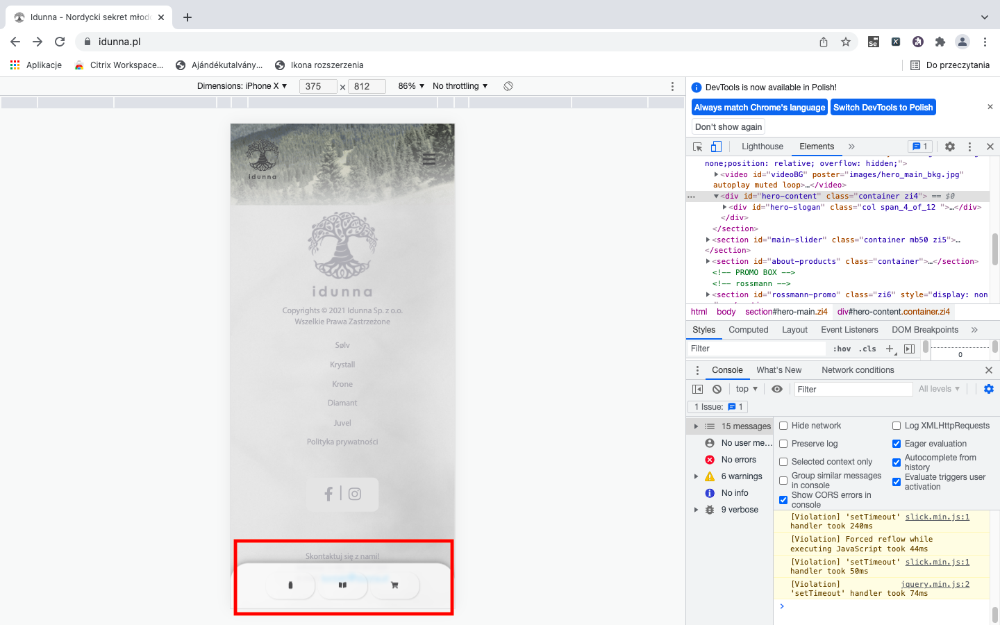 Idunna - Nordycki sekret młod
idunna.pl
Aplikacje
Citrix Workspace...
Ajándékutalvány...
Ikona rozszerzenia
Do przeczytania
Dimensions: iPhone X ▼ 375 × 812 86% ▼ No throttling ▼
idunna
idunna
Copyrights © 2021 Idunna Sp. z o.o.
Wszelkie Prawa Zastrzeżone
Sølv
Krystall
Krone
Diamant
Juvel
Polityka prywatności
Skontaktuj się z nami!
DevTools is now available in Polish!
Always match Chrome's language
Switch DevTools to Polish
Don't show again
Lighthouse Elements » 1
none;position: relative; overflow: hidden;">
<video id="videoBG" poster="images/hero_main_bkg.jpg"
autoplay muted loop>…</video>
<div id="hero-content" class="container zi4"> == $0
<div id="hero-slogan" class="col span_4_of_12 ">…</div>
</div>
</section>
<section id="main-slider" class="container mb50 zi5">…
</section>
<section id="about-products" class="container">…</section>
<!-- PROMO BOX -->
<!-- rossmann -->
<section id="rossmann-promo" class="zi6" style="display: non
html body section#hero-main.zi4 div#hero-content.container.zi4
Styles Computed Layout Event Listeners DOM Breakpoints »
Filter :hov .cls + 0
Console What's New Network conditions
top ▼ Filter All levels ▼
1 Issue: 1
15 messages
No user me...
No errors
6 warnings
No info
9 verbose
Hide network
Log XMLHttpRequests
Preserve log
Eager evaluation
Selected context only
Autocomplete from
history
Group similar messages
in console
Evaluate triggers user
activation
Show CORS errors in
console
[Violation] 'setTimeout' slick.min.js:1
handler took 240ms
[Violation] Forced reflow while
executing JavaScript took 44ms
[Violation] 'setTimeout' slick.min.js:1
handler took 50ms
[Violation] jquery.min.js:2
'setTimeout' handler took 74ms